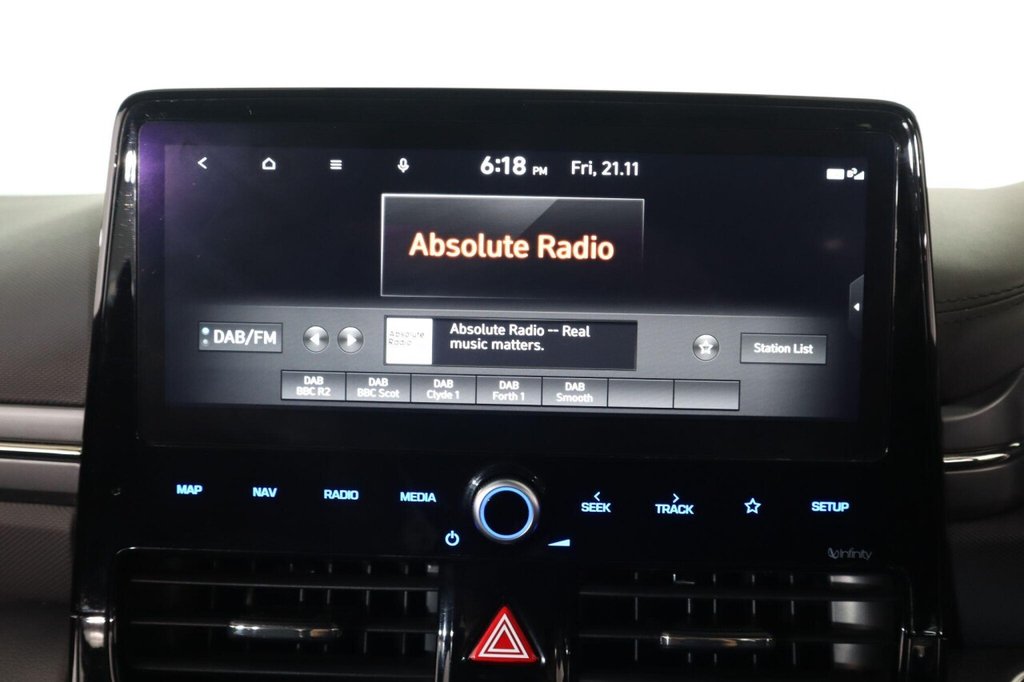 6:18 PM Fri, 21.11
Absolute Radio
DAB/FM
Absolute
Radio
Absolute Radio -- Real
music matters.
Station List
DAB
BBC R2
DAB
BBC Scot
DAB
Clyde 1
DAB
Forth 1
DAB
Smooth
MAP NAV RADIO MEDIA SEEK TRACK SETUP
Infinity